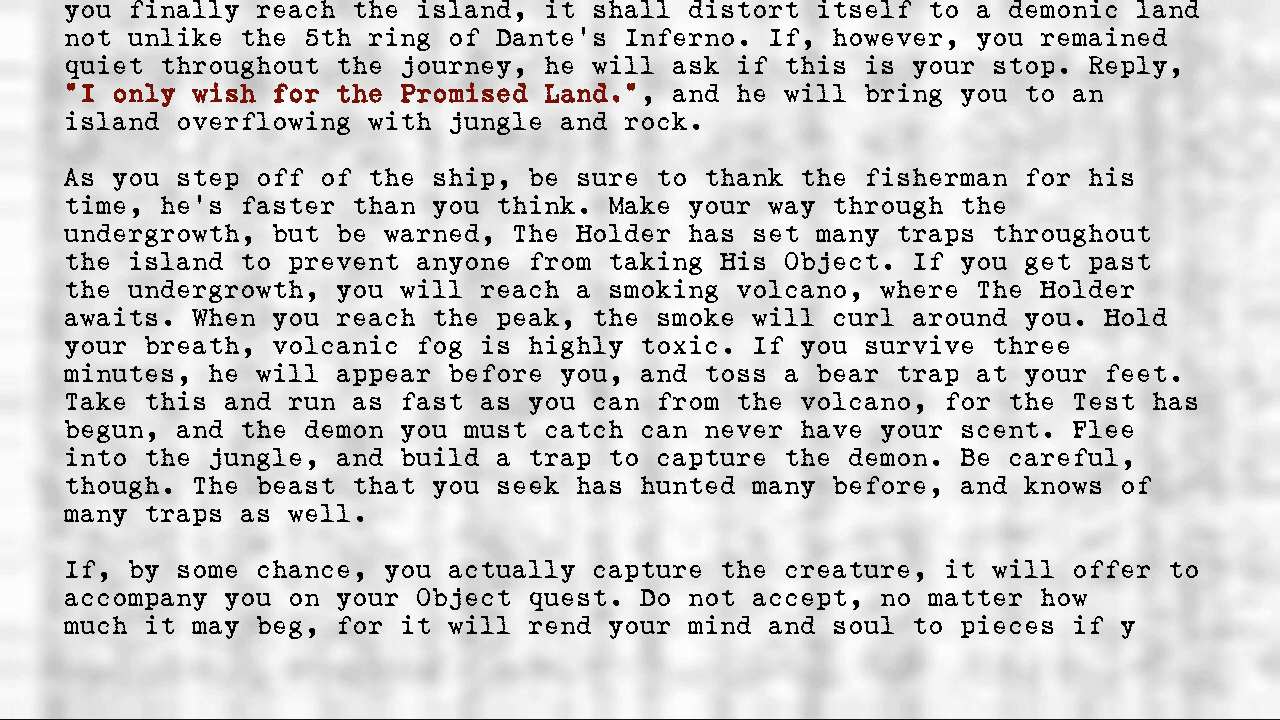 you finally reach the island, it shall distort itself to a demonic land
not unlike the 5th ring of Dante's Inferno. If, however, you remained
quiet throughout the journey, he will ask if this is your stop. Reply,
"I only wish for the Promised Land.", and he will bring you to an
island overflowing with jungle and rock.
As you step off of the ship, be sure to thank the fisherman for his
time, he's faster than you think. Make your way through the
undergrowth, but be warned, The Holder has set many traps throughout
the island to prevent anyone from taking His Object. If you get past
the undergrowth, you will reach a smoking volcano, where The Holder
awaits. When you reach the peak, the smoke will curl around you. Hold
your breath, volcanic fog is highly toxic. If you survive three
minutes, he will appear before you, and toss a bear trap at your feet.
Take this and run as fast as you can from the volcano, for the Test has
begun, and the demon you must catch can never have your scent. Flee
into the jungle, and build a trap to capture the demon. Be careful,
though. The beast that you seek has hunted many before, and knows of
many traps as well.
If, by some chance, you actually capture the creature, it will offer to
accompany you on your Object quest. Do not accept, no matter how
much it may beg, for it will rend your mind and soul to pieces if y